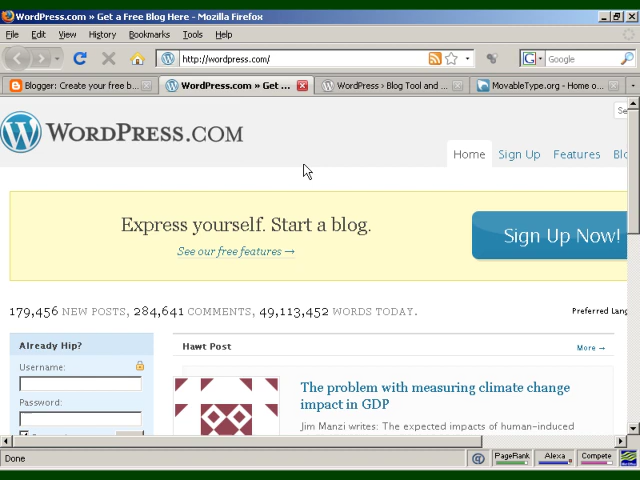 WordPress.com » Get a Free Blog Here - Mozilla Firefox
File Edit View History Bookmarks Tools Help
http://wordpress.com/
G Google
Blogger: Create your free b...
WordPress.com » Get ...
WordPress › Blog Tool and ...
MovableType.org - Home o...
WORDPRESS.COM
Se
Home Sign Up Features Blo
Express yourself. Start a blog.
See our free features →
Sign Up Now!
179,456 NEW POSTS, 284,641 COMMENTS, 49,113,452 WORDS TODAY.
Preferred Lang
Already Hip?
Username:
Password:
Hawt Post
More →
The problem with measuring climate change
impact in GDP
Jim Manzi writes: The expected impacts of human-induced
Done
PageRank
Alexa
Compete